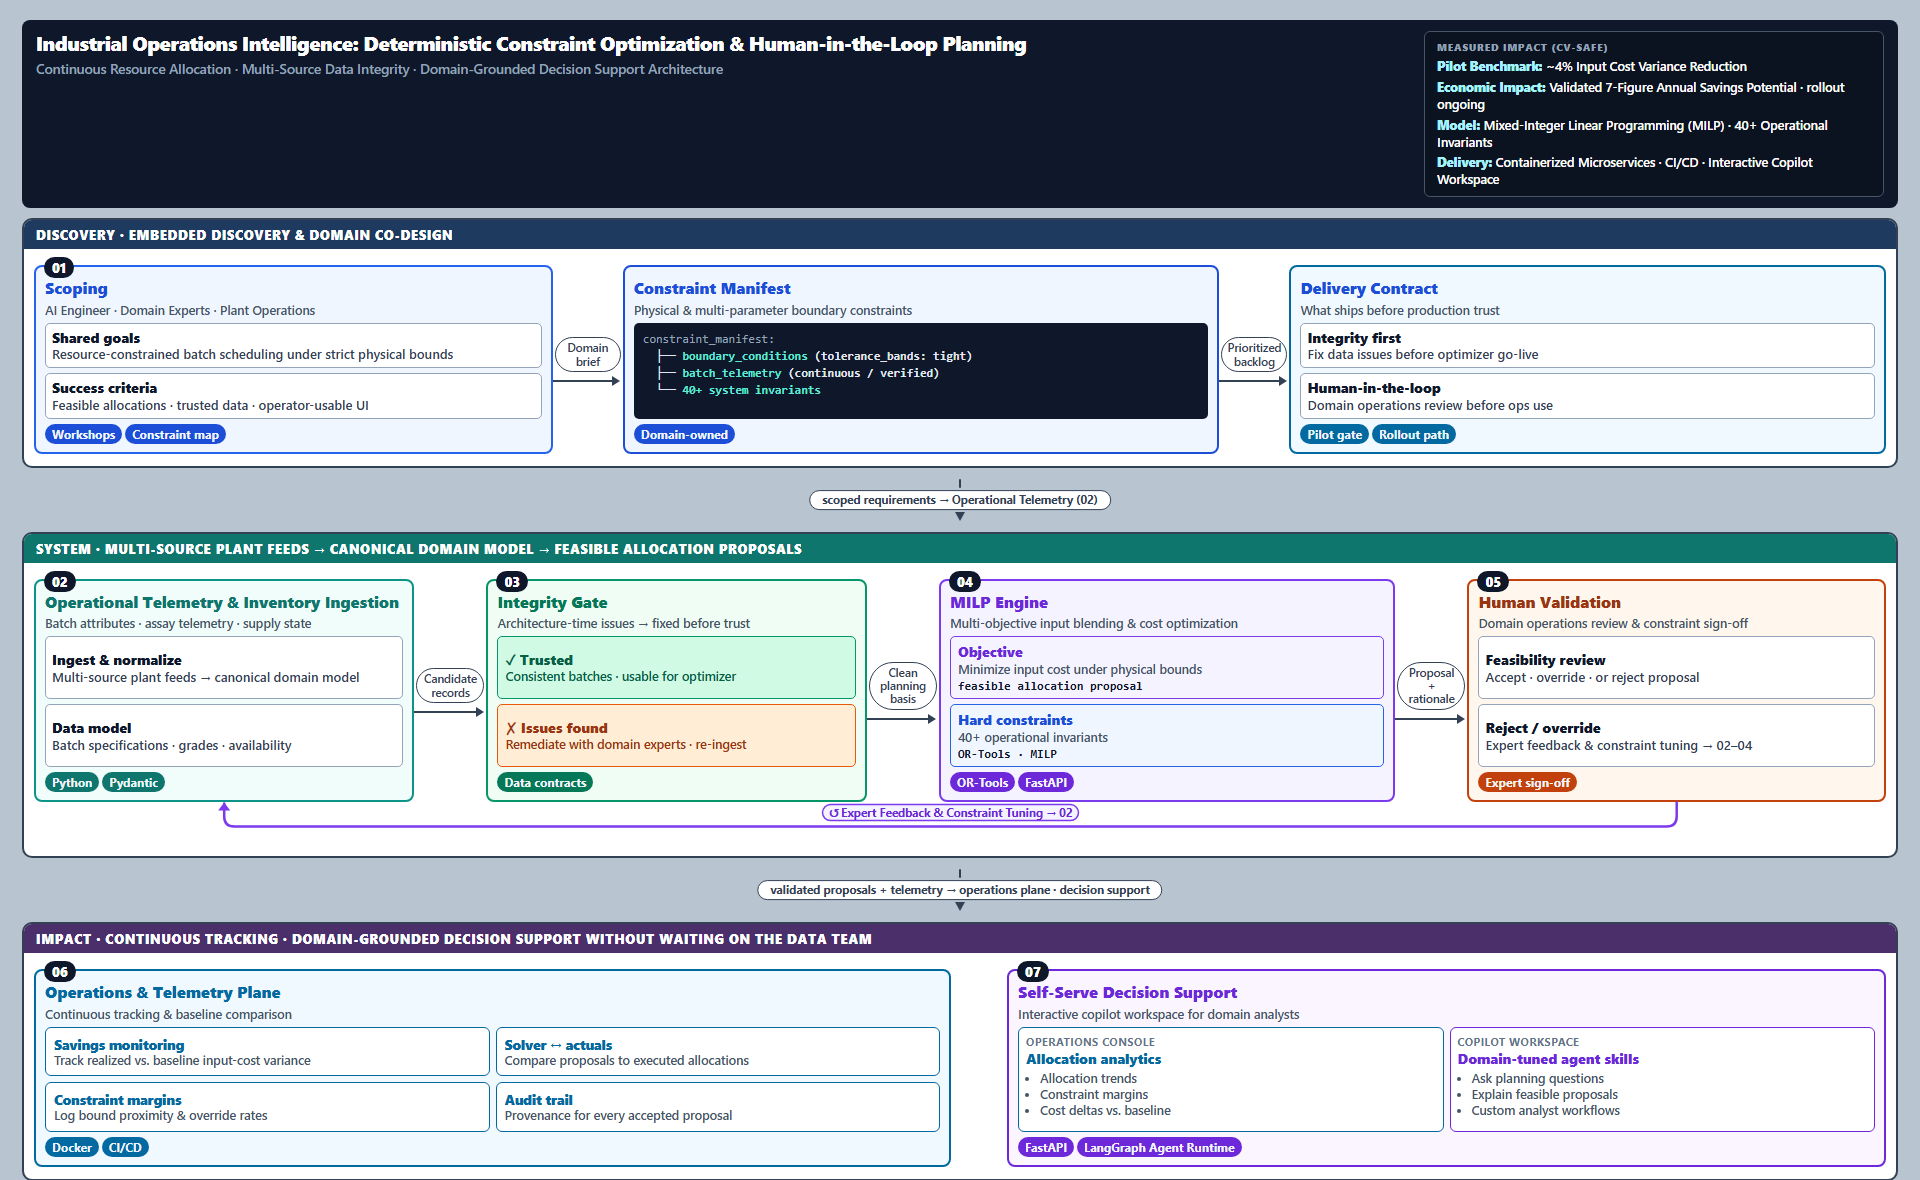 Industrial Operations Intelligence: Deterministic Constraint Optimization & Human-in-the-Loop Planning
Continuous Resource Allocation · Multi-Source Data Integrity · Domain-Grounded Decision Support Architecture
MEASURED IMPACT (CV-SAFE)
Pilot Benchmark: ~4% Input Cost Variance Reduction
Economic Impact: Validated 7-Figure Annual Savings Potential · rollout
ongoing
Model: Mixed-Integer Linear Programming (MILP) · 40+ Operational
Invariants
Delivery: Containerized Microservices · CI/CD · Interactive Copilot
Workspace
DISCOVERY · EMBEDDED DISCOVERY & DOMAIN CO-DESIGN
01
Scoping
AI Engineer · Domain Experts · Plant Operations
Shared goals
Resource-constrained batch scheduling under strict physical bounds
Success criteria
Feasible allocations · trusted data · operator-usable UI
Workshops
Constraint map
Domain
brief
Constraint Manifest
Physical & multi-parameter boundary constraints
constraint_manifest:
├── boundary_conditions (tolerance_bands: tight)
├── batch_telemetry (continuous / verified)
└── 40+ system invariants
Domain-owned
Prioritized
backlog
Delivery Contract
What ships before production trust
Integrity first
Fix data issues before optimizer go-live
Human-in-the-loop
Domain operations review before ops use
Pilot gate
Rollout path
scoped requirements → Operational Telemetry (02)
SYSTEM · MULTI-SOURCE PLANT FEEDS → CANONICAL DOMAIN MODEL → FEASIBLE ALLOCATION PROPOSALS
02
Operational Telemetry & Inventory Ingestion
Batch attributes · assay telemetry · supply state
Ingest & normalize
Multi-source plant feeds → canonical domain model
Data model
Batch specifications · grades · availability
Python
Pydantic
Candidate
records
03
Integrity Gate
Architecture-time issues → fixed before trust
✓ Trusted
Consistent batches · usable for optimizer
✗ Issues found
Remediate with domain experts · re-ingest
Data contracts
Clean
planning
basis
04
MILP Engine
Multi-objective input blending & cost optimization
Objective
Minimize input cost under physical bounds
feasible allocation proposal
Hard constraints
40+ operational invariants
OR-Tools · MILP
OR-Tools
FastAPI
Proposal
+
rationale
05
Human Validation
Domain operations review & constraint sign-off
Feasibility review
Accept · override · or reject proposal
Reject / override
Expert feedback & constraint tuning → 02–04
Expert sign-off
↺ Expert Feedback & Constraint Tuning → 02
validated proposals + telemetry → operations plane · decision support
IMPACT · CONTINUOUS TRACKING · DOMAIN-GROUNDED DECISION SUPPORT WITHOUT WAITING ON THE DATA TEAM
06
Operations & Telemetry Plane
Continuous tracking & baseline comparison
Savings monitoring
Track realized vs. baseline input-cost variance
Solver ↔ actuals
Compare proposals to executed allocations
Constraint margins
Log bound proximity & override rates
Audit trail
Provenance for every accepted proposal
Docker
CI/CD
07
Self-Serve Decision Support
Interactive copilot workspace for domain analysts
OPERATIONS CONSOLE
Allocation analytics
• Allocation trends
• Constraint margins
• Cost deltas vs. baseline
COPILOT WORKSPACE
Domain-tuned agent skills
• Ask planning questions
• Explain feasible proposals
• Custom analyst workflows
FastAPI
LangGraph Agent Runtime